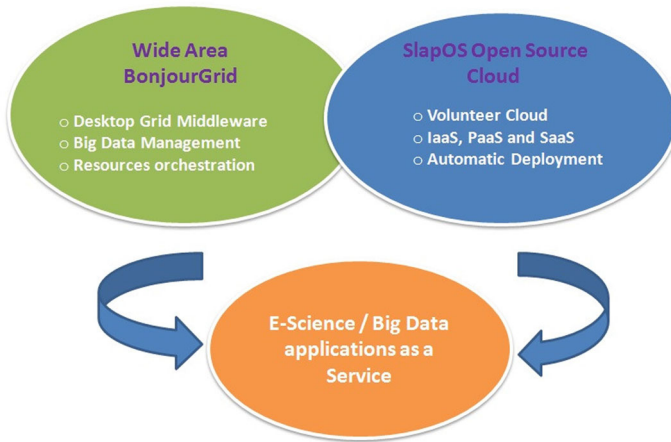 Wide Area
BonjourGrid
o Desktop Grid Middleware
o Big Data Management
o Resources orchestration
SlapOS Open Source
Cloud
o Volunteer Cloud
o IaaS, PaaS and SaaS
o Automatic Deployment
E-Science / Big Data
applications as a
Service